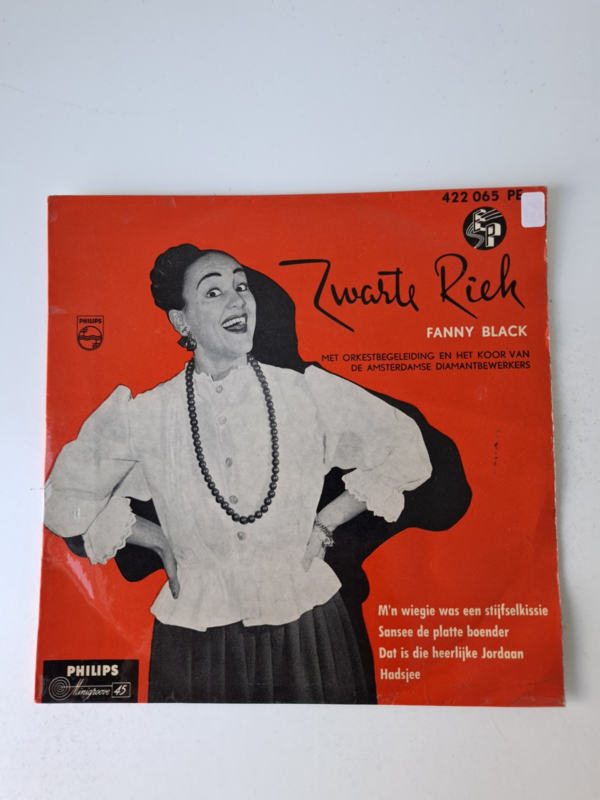 422 065 PE
EP
Zwarte Riek
PHILIPS
FANNY BLACK
MET ORKESTBEGELEIDING EN HET KOOR VAN
DE AMSTERDAMSE DIAMANTBEWERKERS
M'n wiegie was een stijfselkissie
Sansee de platte boender
Dat is die heerlijke Jordaan
Hadsjee
PHILIPS
Minigroove 45